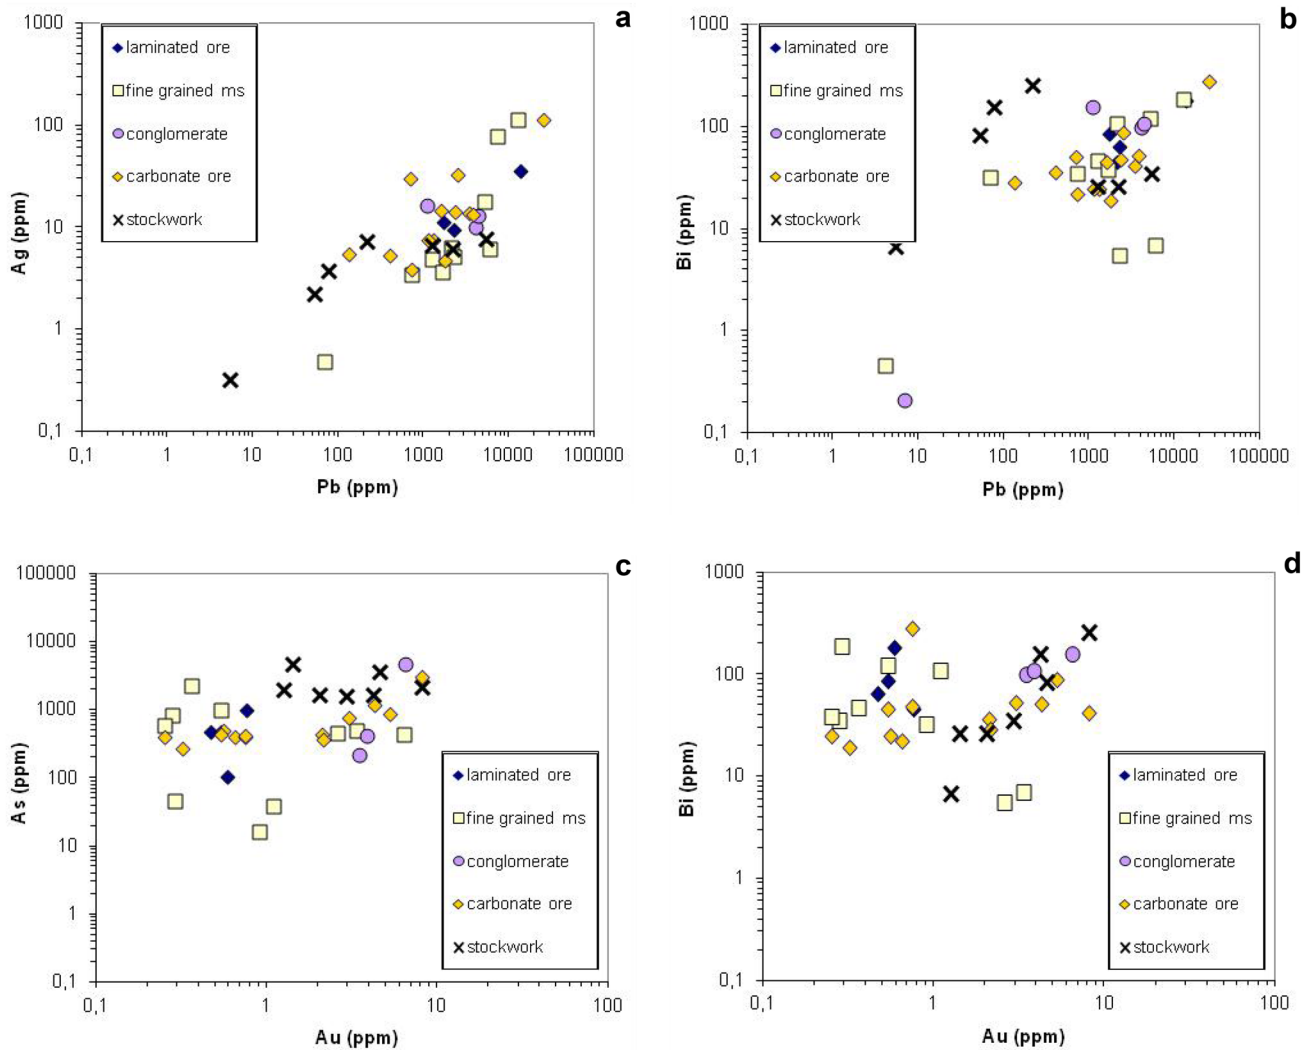 a
1000
100
10
1
0,1
Ag (ppm)
laminated ore
fine grained ms
conglomerate
carbonate ore
stockwork
0,1 1 10 100 1000 10000 100000
Pb (ppm)
b
1000
100
10
1
0,1
Bi (ppm)
laminated ore
fine grained ms
conglomerate
carbonate ore
stockwork
0,1 1 10 100 1000 10000 100000
Pb (ppm)
c
100000
10000
1000
100
10
1
0,1
As (ppm)
laminated ore
fine grained ms
conglomerate
carbonate ore
stockwork
0,1 1 10 100
Au (ppm)
d
1000
100
10
1
0,1
Bi (ppm)
laminated ore
fine grained ms
conglomerate
carbonate ore
stockwork
0,1 1 10 100
Au (ppm)